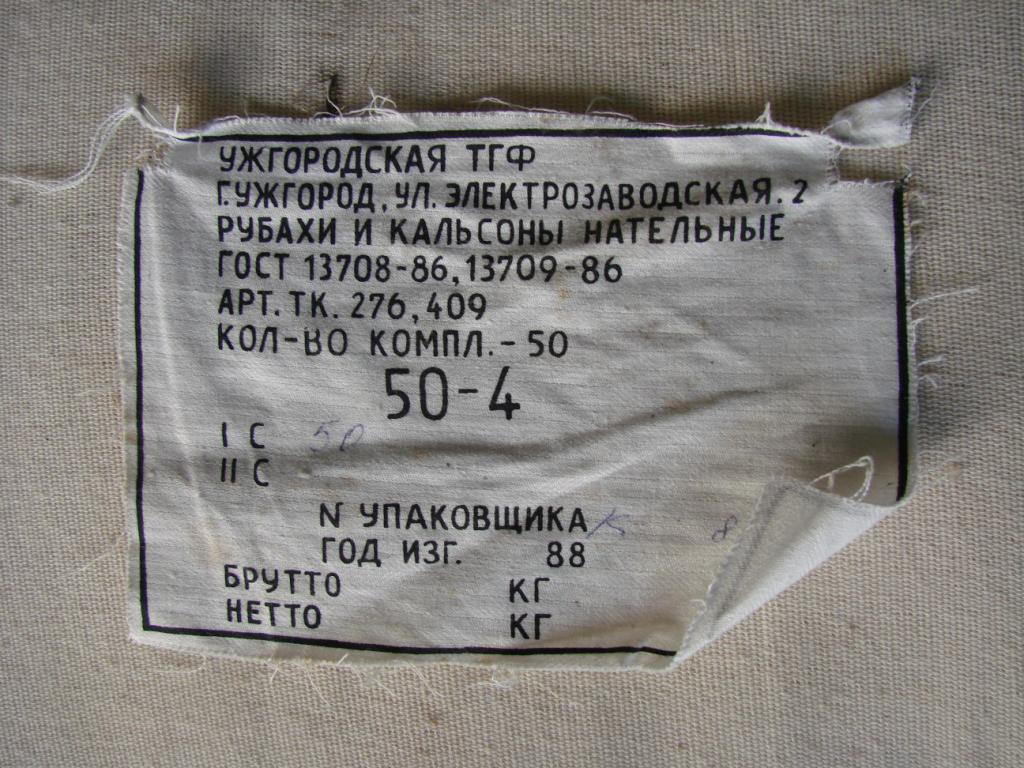 УЖГОРОДСКАЯ ТГФ
Г.УЖГОРОД, УЛ. ЭЛЕКТРОЗАВОДСКАЯ. 2
РУБАХИ И КАЛЬСОНЫ НАТЕЛЬНЫЕ
ГОСТ 13708-86, 13709-86
АРТ. ТК. 276, 409
КОЛ-ВО КОМПЛ.- 50
50-4
I С 50
II С
N УПАКОВЩИКА 8
ГОД ИЗГ. 88
БРУТТО КГ
НЕТТО КГ